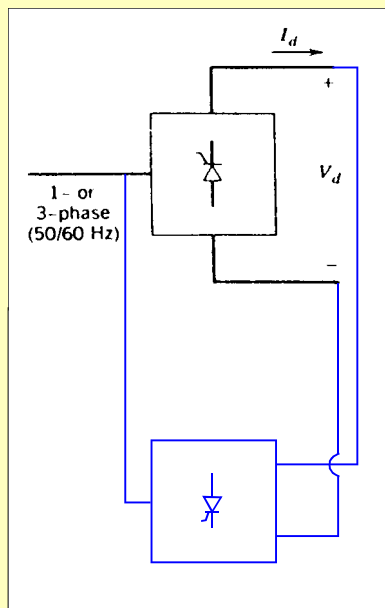 I_d
+
V_d
1- or
3-phase
(50/60 Hz)
−